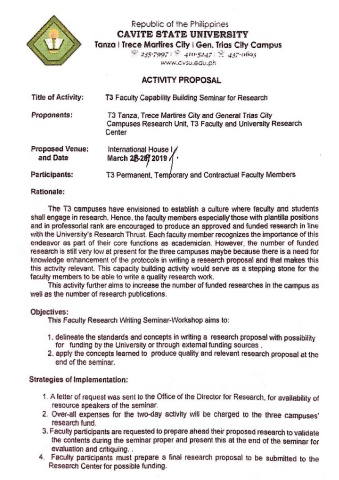 Republic of the Philippines
CAVITE STATE UNIVERSITY
Tanza I Trece Martires City I Gen. Trias City Campus
235-7997 410-5247 437-0693
www.cvsu.edu.ph
ACTIVITY PROPOSAL
Title of Activity: T3 Faculty Capability Building Seminar for Research
Proponents: T3 Tanza, Trece Martires City and General Trias City
Campuses Research Unit, T3 Faculty and University Research
Center
Proposed Venue: International House I
and Date March 2019
Participants: T3 Permanent, Temporary and Contractual Faculty Members
Rationale:
The T3 campuses have envisioned to establish a culture where faculty and students
shall engage in research. Hence, the faculty members especially those with plantilla positions
and in professorial rank are encouraged to produce an approved and funded research in line
with the University's Research Thrust. Each faculty member recognizes the importance of this
endeavor as part of their core functions as academician. However, the number of funded
research is still very low at present for the three campuses maybe because there is a need for
knowledge enhancement of the protocols in writing a research proposal and that makes this
this activity relevant. This capacity building activity would serve as a stepping stone for the
faculty members to be able to write a quality research work.
This activity further aims to increase the number of funded researches in the campus as
well as the number of research publications.
Objectives:
This Faculty Research Writing Seminar-Workshop aims to:
1. delineate the standards and concepts in writing a research proposal with possibility
for funding by the University or through external funding sources .
2. apply the concepts learned to produce quality and relevant research proposal at the
end of the seminar.
Strategies of Implementation:
1. A letter of request was sent to the Office of the Director for Research, for availability of
resource speakers of the seminar.
2. Over-all expenses for the two-day activity will be charged to the three campuses'
research fund.
3. Faculty participants are requested to prepare ahead their proposed research to validate
the contents during the seminar proper and present this at the end of the seminar for
evaluation and critiquing. .
4. Faculty participants must prepare a final research proposal to be submitted to the
Research Center for possible funding.